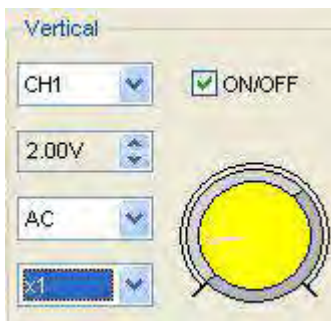 Vertical
CH1
ON/OFF
2.00V
AC
x1